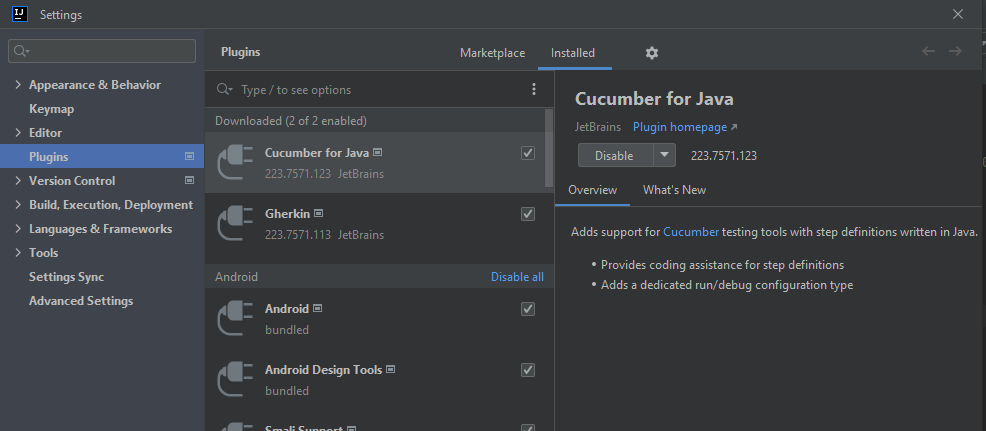 IJ
Settings
Appearance & Behavior
Keymap
Editor
Plugins
Version Control
Build, Execution, Deployment
Languages & Frameworks
Tools
Settings Sync
Advanced Settings
Plugins
Marketplace
Installed
Type / to see options
Downloaded (2 of 2 enabled)
Cucumber for Java
223.7571.123 JetBrains
Gherkin
223.7571.113 JetBrains
Android
Disable all
Android
bundled
Android Design Tools
bundled
Smali Support
Cucumber for Java
JetBrains Plugin homepage ↗
Disable
223.7571.123
Overview
What's New
Adds support for Cucumber testing tools with step definitions written in Java.
• Provides coding assistance for step definitions
• Adds a dedicated run/debug configuration type